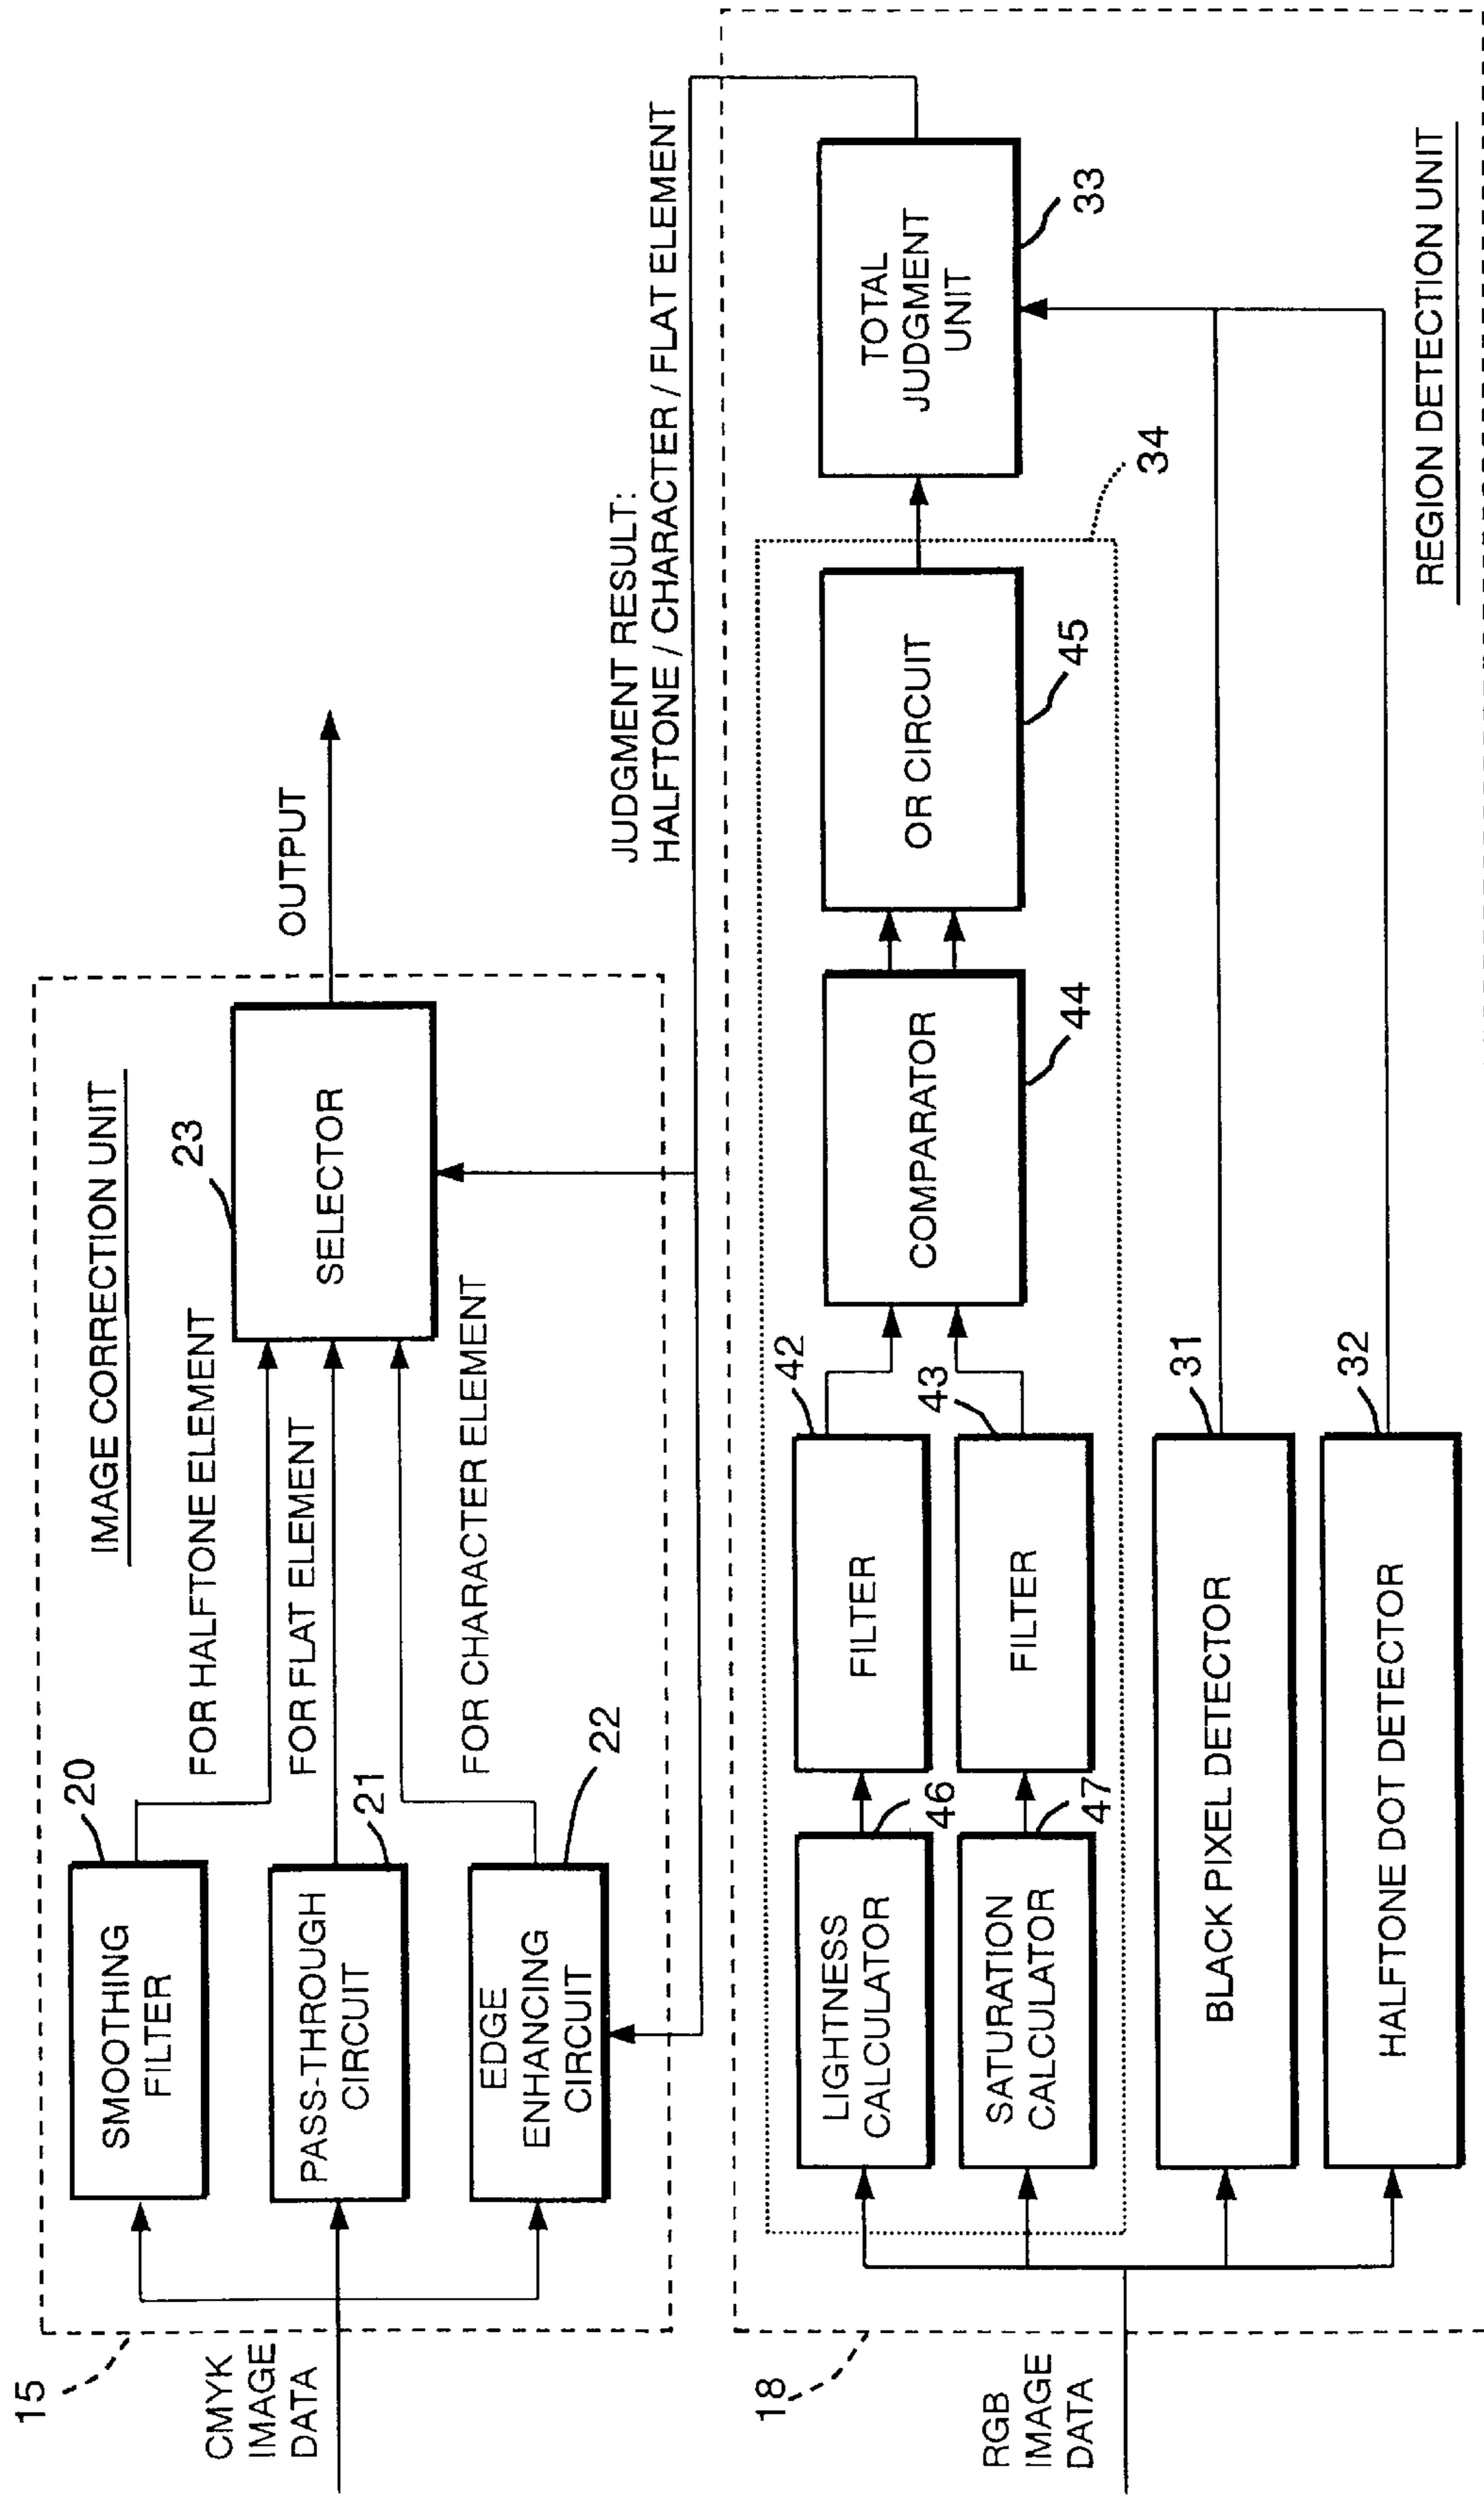 15
IMAGE CORRECTION UNIT
CMYK
IMAGE
DATA
20
SMOOTHING
FILTER
FOR HALFTONE ELEMENT
21
PASS-THROUGH
CIRCUIT
FOR FLAT ELEMENT
22
EDGE
ENHANCING
CIRCUIT
FOR CHARACTER ELEMENT
23
SELECTOR
OUTPUT
JUDGMENT RESULT:
HALFTONE / CHARACTER / FLAT ELEMENT
18
RGB
IMAGE
DATA
LIGHTNESS
CALCULATOR
46
FILTER
42
SATURATION
CALCULATOR
47
FILTER
43
COMPARATOR
44
OR CIRCUIT
45
34
TOTAL
JUDGMENT
UNIT
33
BLACK PIXEL DETECTOR
31
HALFTONE DOT DETECTOR
32
REGION DETECTION UNIT